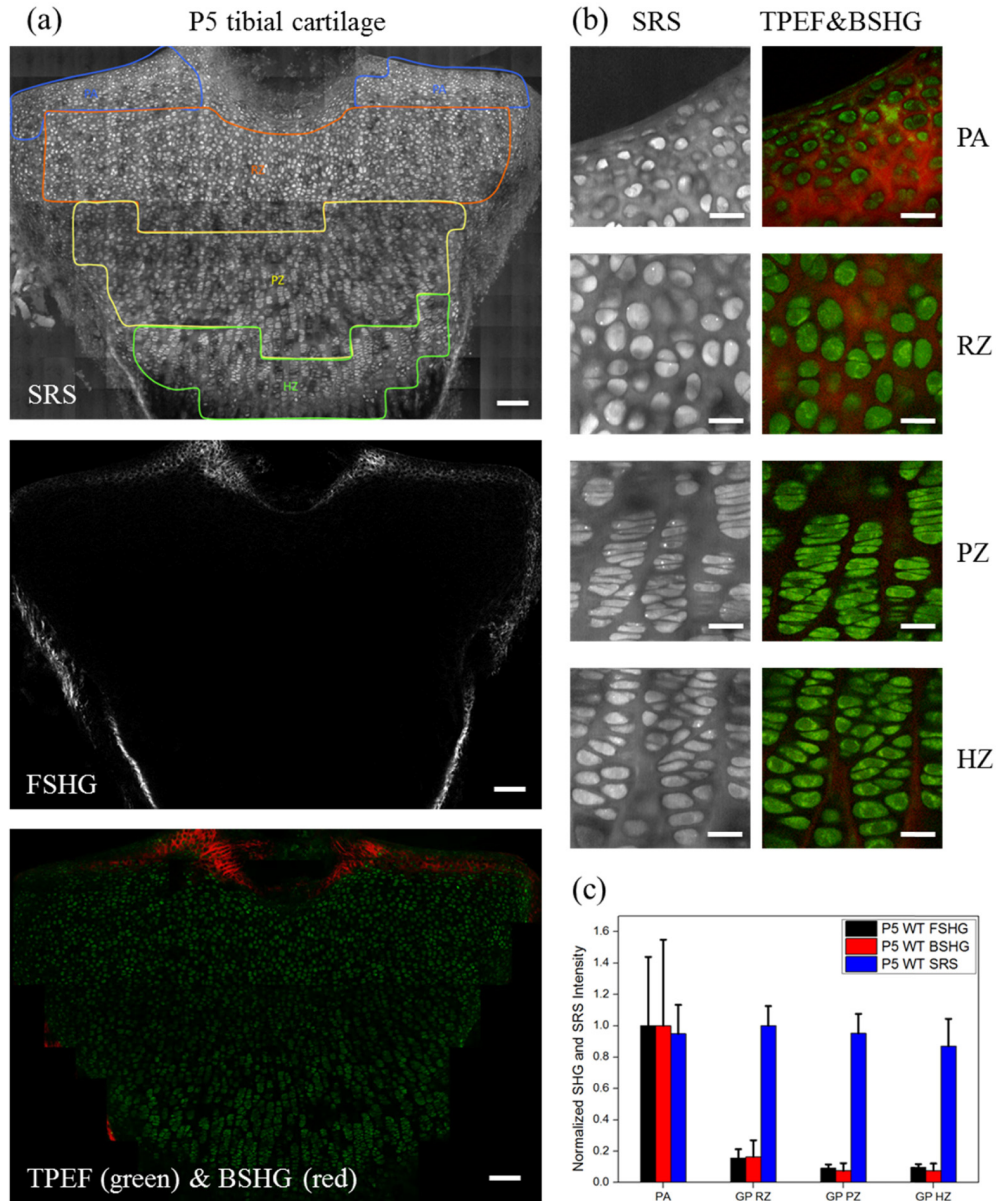 (a)
P5 tibial cartilage
PA
PA
RZ
PZ
HZ
SRS
FSHG
TPEF (green) & BSHG (red)
(b)
SRS
TPEF&BSHG
PA
RZ
PZ
HZ
(c)
Normalized SHG and SRS Intensity
1.6
1.4
1.2
1.0
0.8
0.6
0.4
0.2
0.0
P5 WT FSHG
P5 WT BSHG
P5 WT SRS
PA
GP RZ
GP PZ
GP HZ